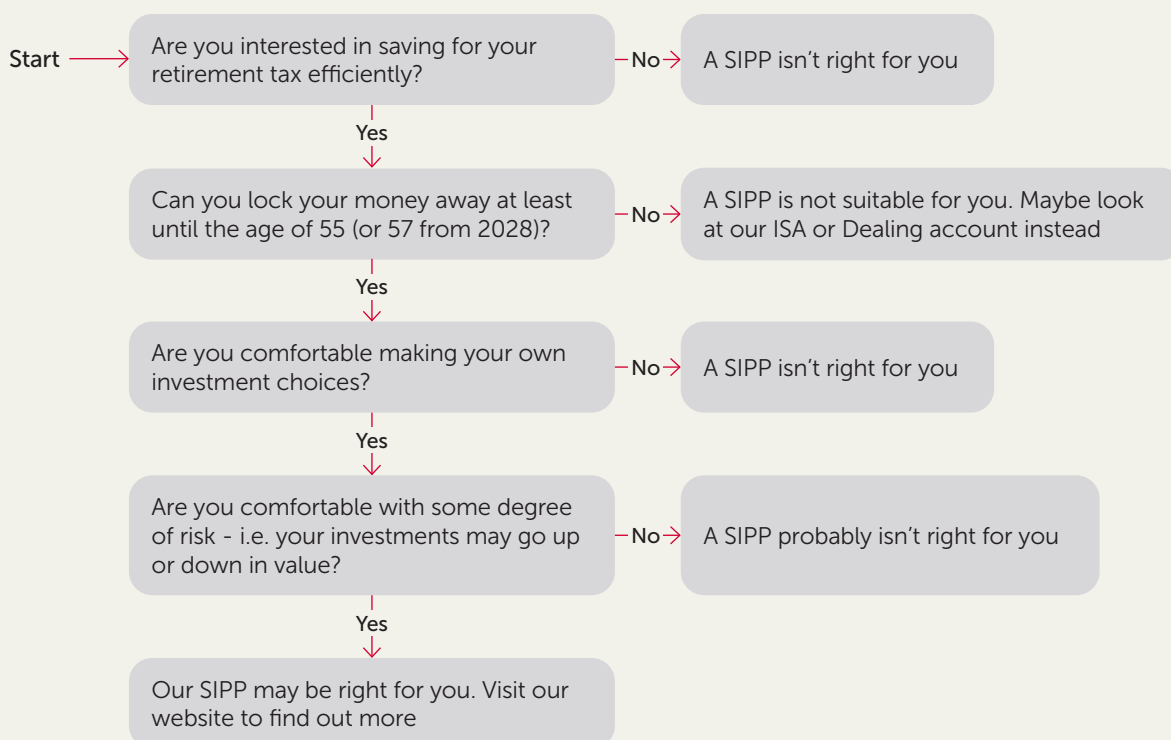 Start
Are you interested in saving for your
retirement tax efficiently?
No
A SIPP isn't right for you
Yes
Can you lock your money away at least
until the age of 55 (or 57 from 2028)?
No
A SIPP is not suitable for you. Maybe look
at our ISA or Dealing account instead
Yes
Are you comfortable making your own
investment choices?
No
A SIPP isn't right for you
Yes
Are you comfortable with some degree
of risk - i.e. your investments may go up
or down in value?
No
A SIPP probably isn't right for you
Yes
Our SIPP may be right for you. Visit our
website to find out more